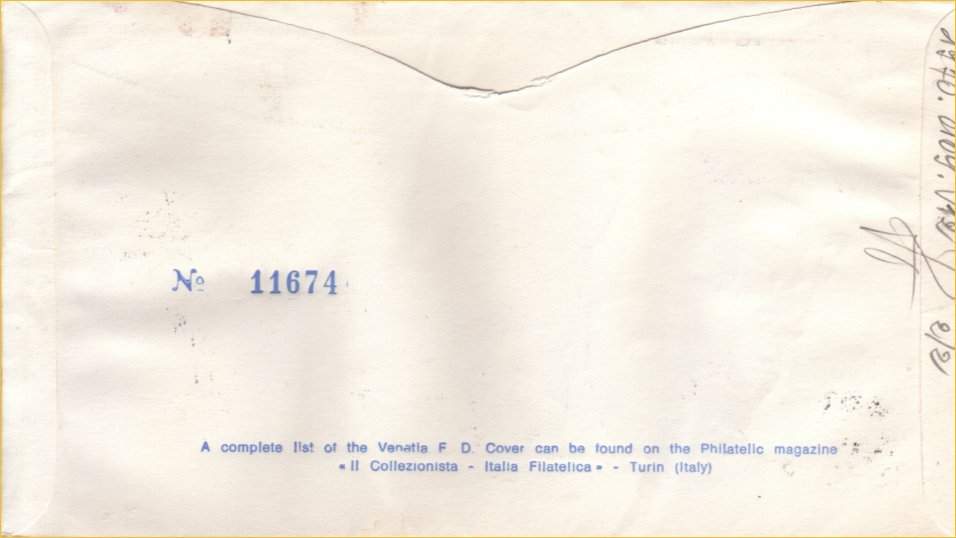 Nº 11674
A complete list of the Venetia F. D. Cover can be found on the Philatelic magazine
« Il Collezionista - Italia Filatelica » - Turin (Italy)